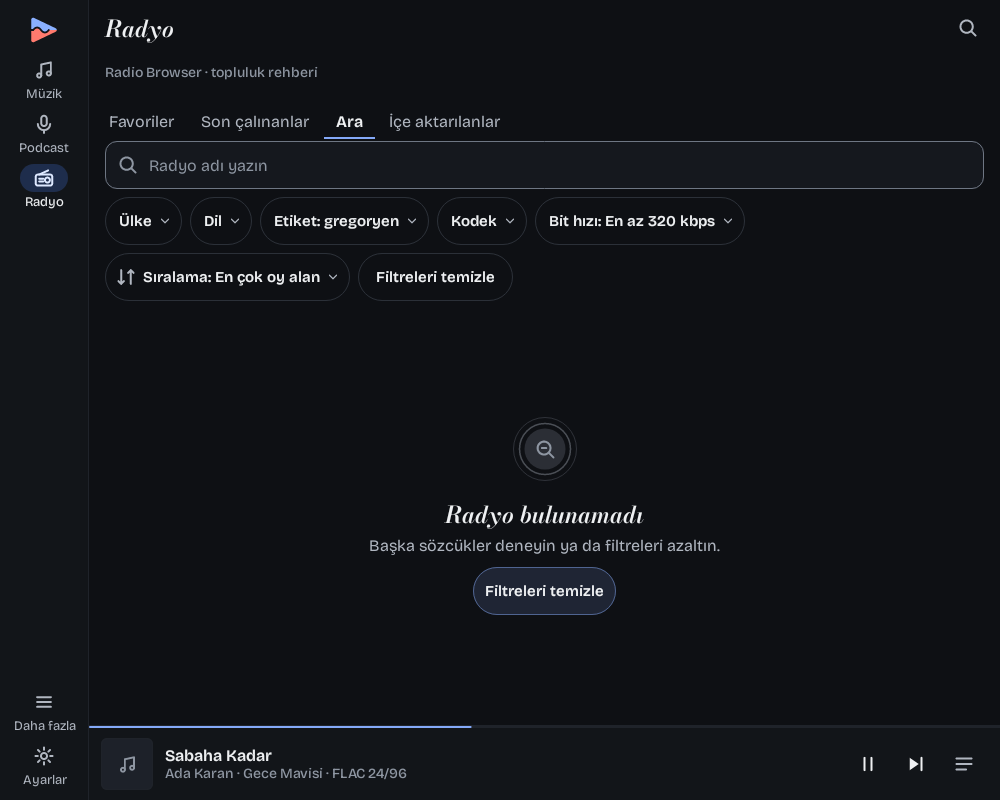 Radyo
Müzik
Podcast
Radyo
Radio Browser · topluluk rehberi
Favoriler
Son çalınanlar
Ara
İçe aktarılanlar
Radyo adı yazın
Ülke
Dil
Etiket: gregoryen
Kodek
Bit hızı: En az 320 kbps
Sıralama: En çok oy alan
Filtreleri temizle
Radyo bulunamadı
Başka sözcükler deneyin ya da filtreleri azaltın.
Filtreleri temizle
Daha fazla
Ayarlar
Sabaha Kadar
Ada Karan · Gece Mavisi · FLAC 24/96